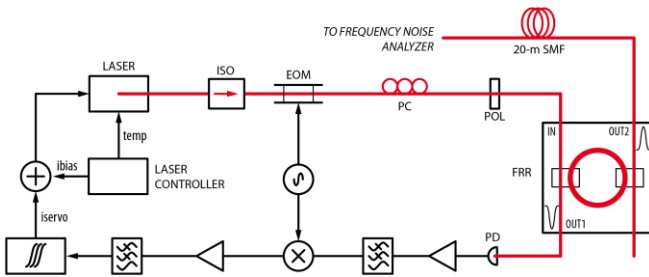 TO FREQUENCY NOISE
ANALYZER
20-m SMF
LASER
ISO
EOM
PC
POL
IN
OUT2
temp
ibias
LASER
CONTROLLER
FRR
iservo
OUT1
PD